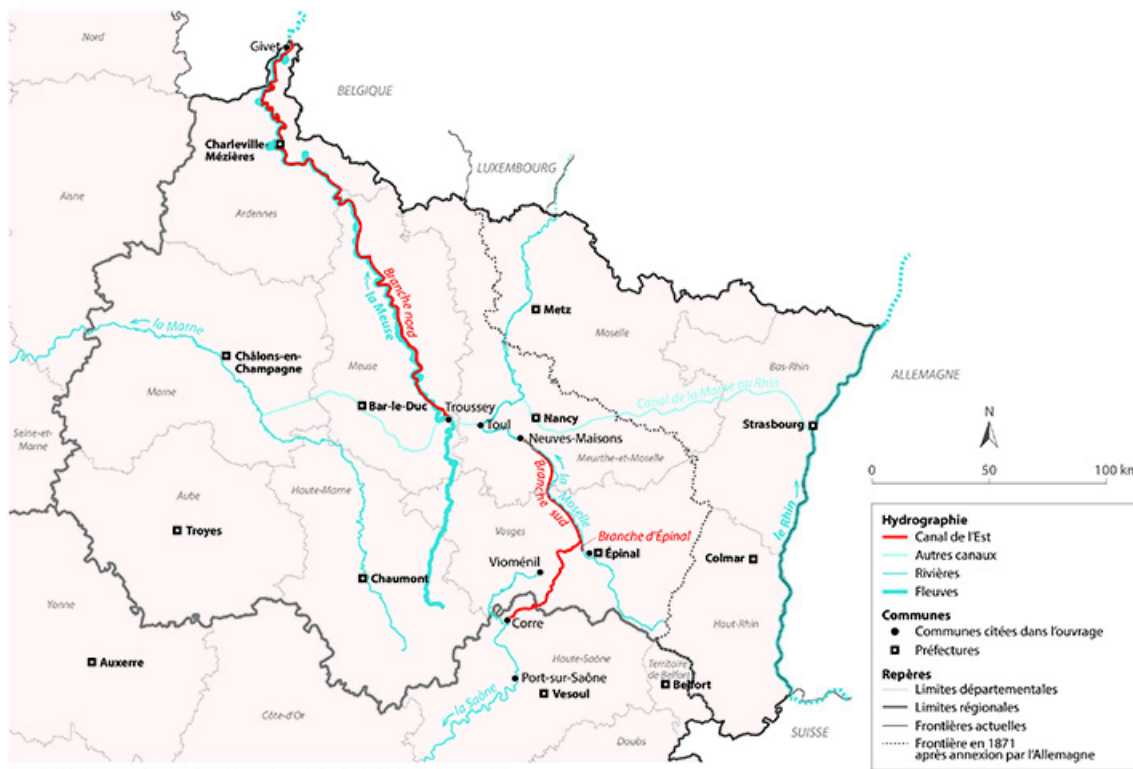 Nord
Givet
BELGIQUE
Charleville-
Mézières
LUXEMBOURG
Aisne
Ardennes
Branche nord
la Meuse
Metz
Moselle
la Marne
Châlons-en-
Champagne
Meuse
Bas-Rhin
ALLEMAGNE
Marne
Bar-le-Duc
Troussey
Toul
Nancy
Canal de la Marne au Rhin
Strasbourg
Neuves-Maisons
Seine-et-
Marne
Meurthe-et-Moselle
Branche sud
la Moselle
le Rhin
Aube
Haute-Marne
Troyes
Vosges
Branche d'Épinal
Épinal
Colmar
Vioménil
Chaumont
Yonne
Corre
Haut-Rhin
Auxerre
Haute-Saône
Territoire
de Belfort
Port-sur-Saône
Belfort
Vesoul
la Saône
Côte-d'Or
Doubs
SUISSE
N
0 50 100 km
Hydrographie
Canal de l'Est
Autres canaux
Rivières
Fleuves
Communes
Communes citées dans l'ouvrage
Préfectures
Repères
Limites départementales
Limites régionales
Frontières actuelles
Frontière en 1871
après annexion par l'Allemagne